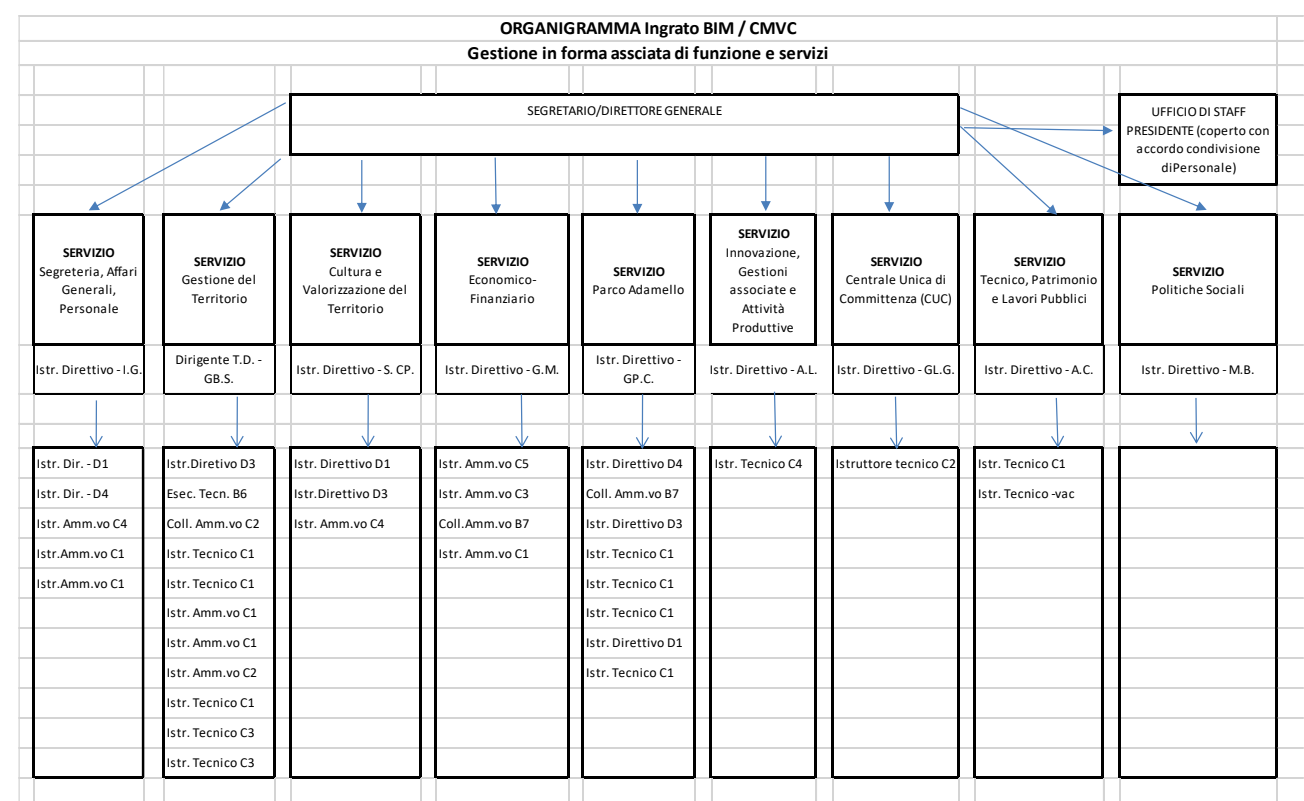 ORGANIGRAMMA Ingrato BIM / CMVC
Gestione in forma assciata di funzione e servizi
SEGRETARIO/DIRETTORE GENERALE
UFFICIO DI STAFF
PRESIDENTE (coperto con
accordo condivisione
diPersonale)
SERVIZIO
Segreteria, Affari
Generali,
Personale
SERVIZIO
Gestione del
Territorio
SERVIZIO
Cultura e
Valorizzazione del
Territorio
SERVIZIO
Economico-
Finanziario
SERVIZIO
Parco Adamello
SERVIZIO
Innovazione,
Gestioni
associate e
Attività
Produttive
SERVIZIO
Centrale Unica di
Committenza (CUC)
SERVIZIO
Tecnico, Patrimonio
e Lavori Pubblici
SERVIZIO
Politiche Sociali
Istr. Direttivo - I.G.
Dirigente T.D. -
GB.S.
Istr. Direttivo - S. CP.
Istr. Direttivo - G.M.
Istr. Direttivo -
GP.C.
Istr. Direttivo - A.L.
Istr. Direttivo - GL.G.
Istr. Direttivo - A.C.
Istr. Direttivo - M.B.
Istr. Dir. - D1
Istr. Dir. - D4
Istr. Amm.vo C4
Istr.Amm.vo C1
Istr.Amm.vo C1
Istr.Diretivo D3
Esec. Tecn. B6
Coll. Amm.vo C2
Istr. Tecnico C1
Istr. Tecnico C1
Istr. Amm.vo C1
Istr. Amm.vo C1
Istr. Amm.vo C2
Istr. Tecnico C1
Istr. Tecnico C3
Istr. Tecnico C3
Istr. Direttivo D1
Istr.Direttivo D3
Istr. Amm.vo C4
Istr. Amm.vo C5
Istr. Amm.vo C3
Coll.Amm.vo B7
Istr. Amm.vo C1
Istr. Direttivo D4
Coll. Amm.vo B7
Istr. Direttivo D3
Istr. Tecnico C1
Istr. Tecnico C1
Istr. Tecnico C1
Istr. Direttivo D1
Istr. Tecnico C1
Istr. Tecnico C4
Istruttore tecnico C2
Istr. Tecnico C1
Istr. Tecnico -vac